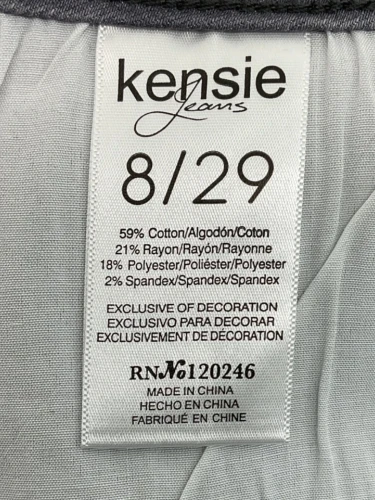 kensie
Jeans
8/29
59% Cotton/Algodón/Coton
21% Rayon/Rayón/Rayonne
18% Polyester/Poliéster/Polyester
2% Spandex/Spandex/Spandex
EXCLUSIVE OF DECORATION
EXCLUSIVO PARA DECORAR
EXCLUSIVEMENT DE DÉCORATION
RN№120246
MADE IN CHINA
HECHO EN CHINA
FABRIQUÉ EN CHINE